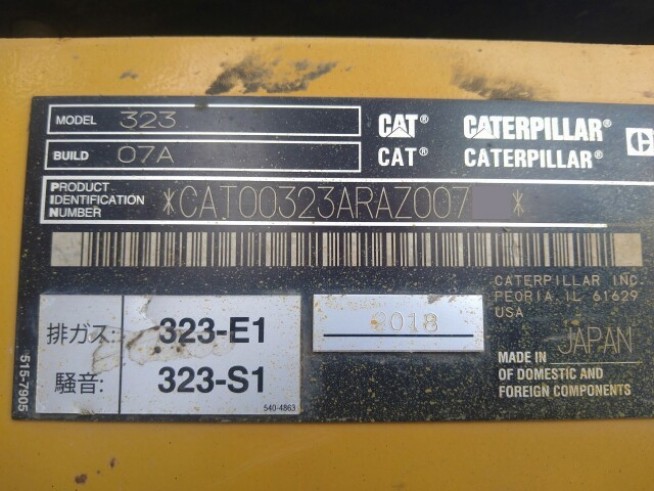 MODEL 323
BUILD 07A
CAT® CATERPILLAR®
CAT® CATERPILLAR®
PRODUCT IDENTIFICATION NUMBER *CAT00323ARAZ007 *
CATERPILLAR INC.
PEORIA, IL 61629
USA
排ガス: 323-E1
騒音: 323-S1
540-4863
515-7905
2018
MADE IN JAPAN
OF DOMESTIC AND
FOREIGN COMPONENTS